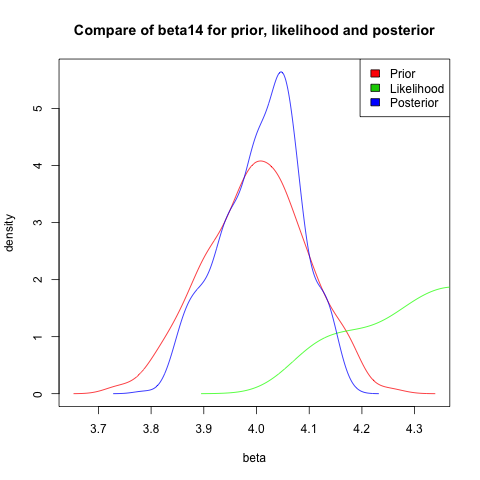 Compare of beta14 for prior, likelihood and posterior
Prior
Likelihood
Posterior
density
5
4
3
2
1
0
3.7 3.8 3.9 4.0 4.1 4.2 4.3
beta